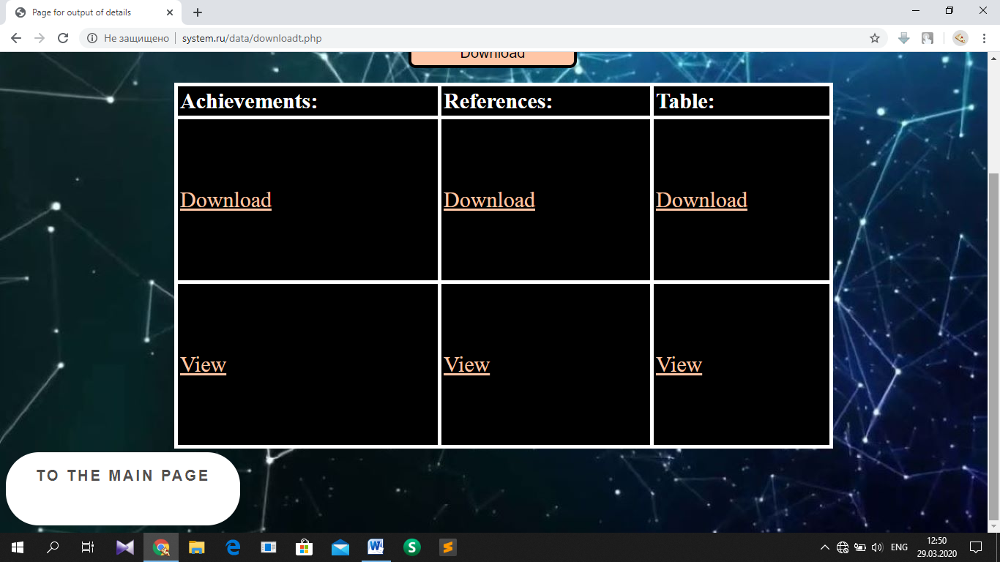 Page for output of details
Не защищено system.ru/data/downloadt.php
Download
Achievements: References: Table:
Download Download Download
View View View
TO THE MAIN PAGE
ENG
12:50
29.03.2020